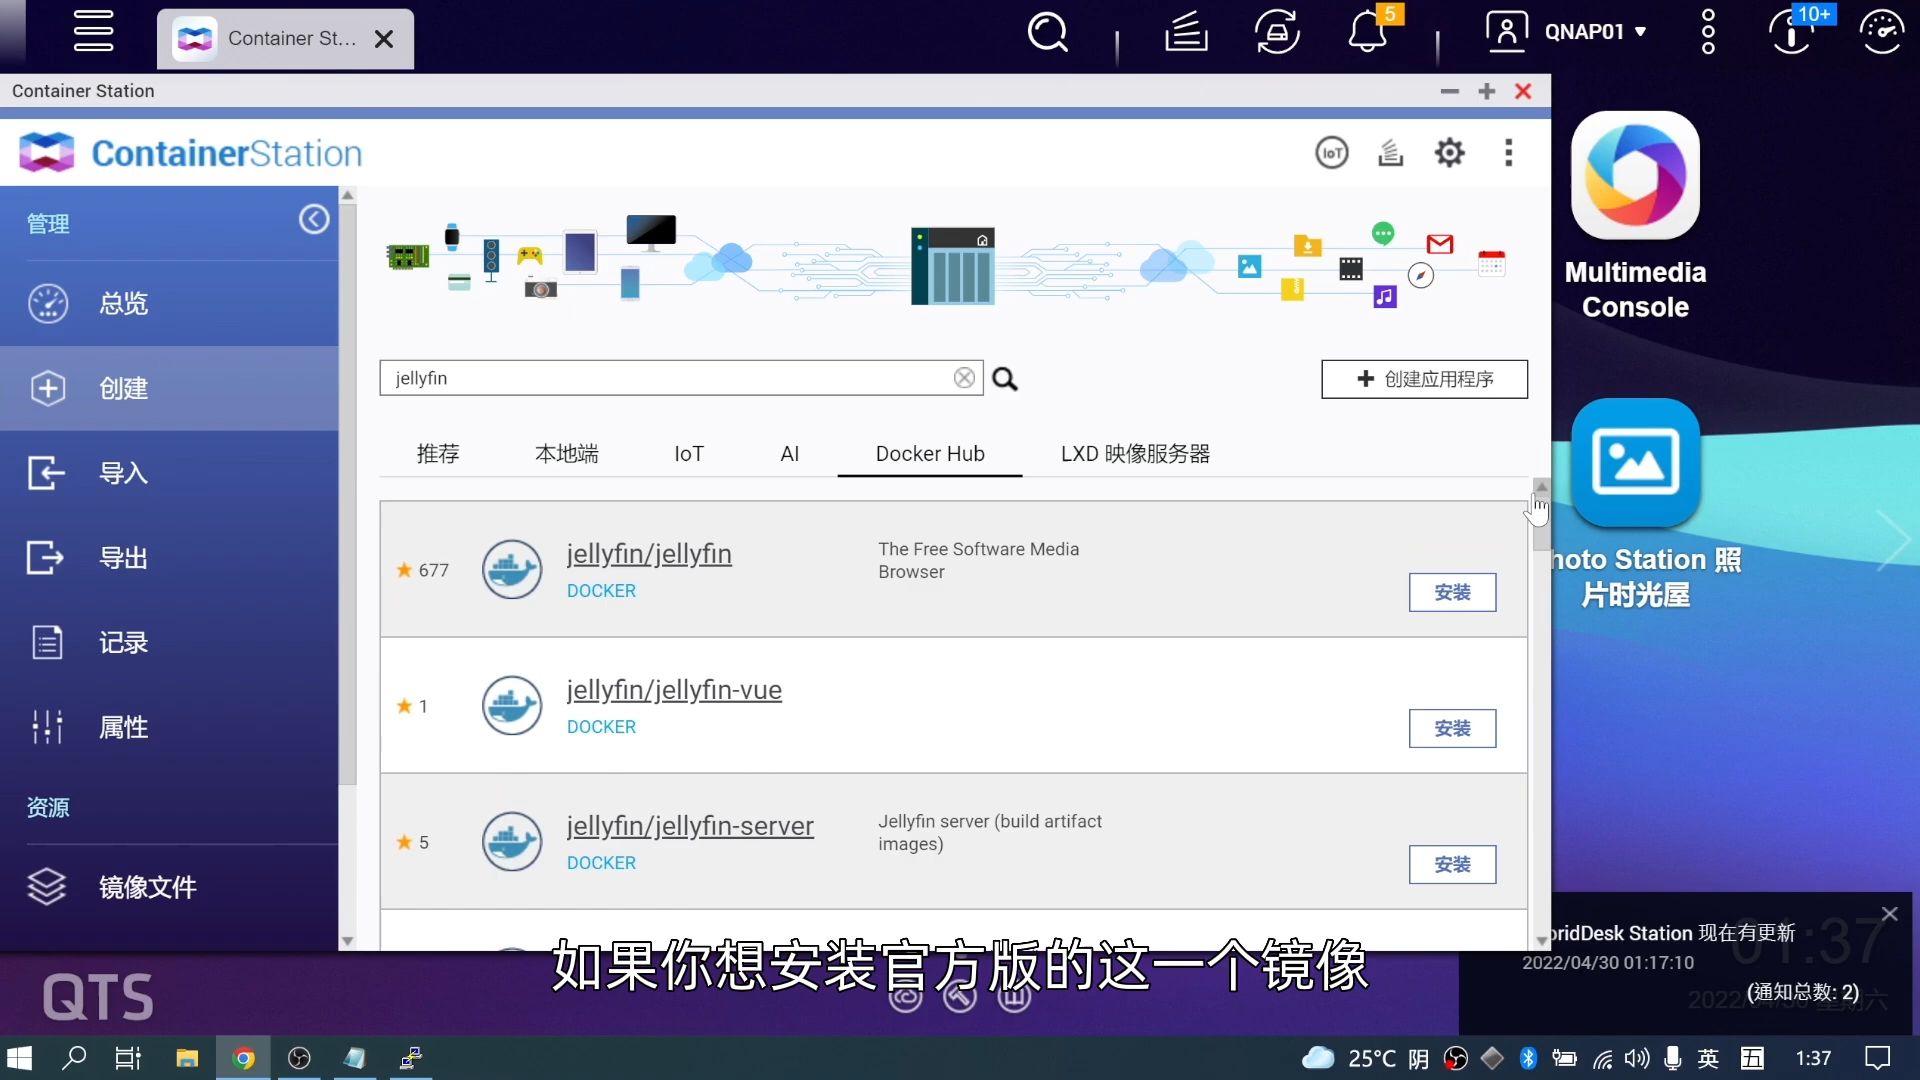 Container St...
5
QNAP01
10+
Container Station
ContainerStation
IoT
管理
总览
创建
导入
导出
记录
属性
资源
镜像文件
jellyfin
创建应用程序
推荐
本地端
IoT
AI
Docker Hub
LXD 映像服务器
677
jellyfin/jellyfin
DOCKER
The Free Software Media
Browser
安装
1
jellyfin/jellyfin-vue
DOCKER
安装
5
jellyfin/jellyfin-server
DOCKER
Jellyfin server (build artifact
images)
安装
Multimedia
Console
hoto Station 照
片时光屋
bridDesk Station 现在有更新
2022/04/30 01:17:10
(通知总数: 2)
01:37
如果你想安装官方版的这一个镜像
QTS
25°C 阴
英
五
1:37